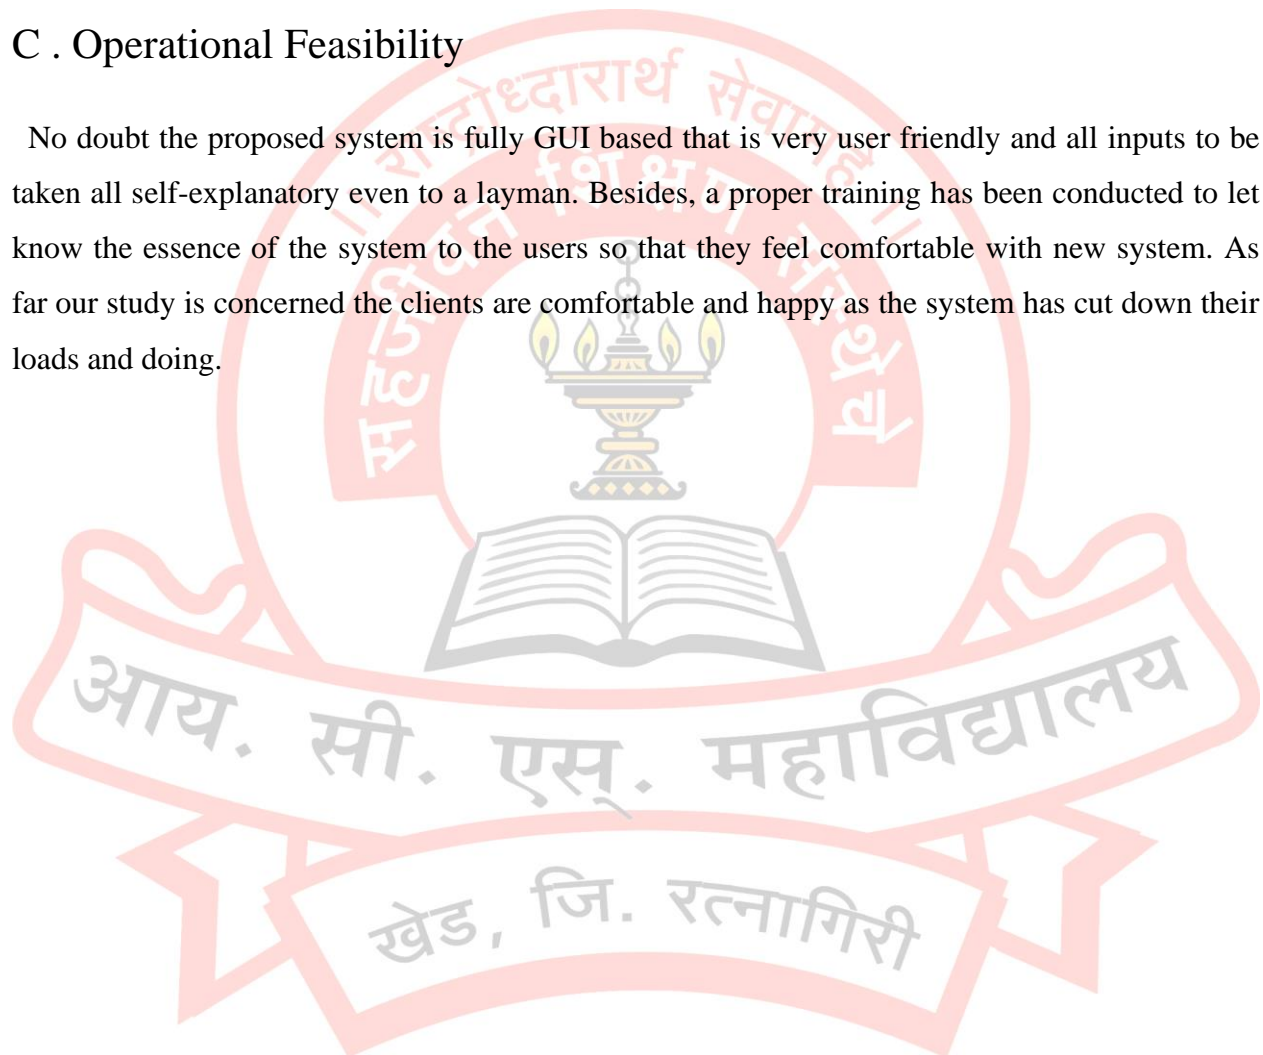 C . Operational Feasibility
No doubt the proposed system is fully GUI based that is very user friendly and all inputs to be
taken all self-explanatory even to a layman. Besides, a proper training has been conducted to let
know the essence of the system to the users so that they feel comfortable with new system. As
far our study is concerned the clients are comfortable and happy as the system has cut down their
loads and doing.
।। राष्ट्रोध्दारार्थ सेवाग्रहे ।।
सहजीवन शिक्षण संस्थेचे
आय. सी. एस्. महाविद्यालय
खेड, जि. रत्नागिरी